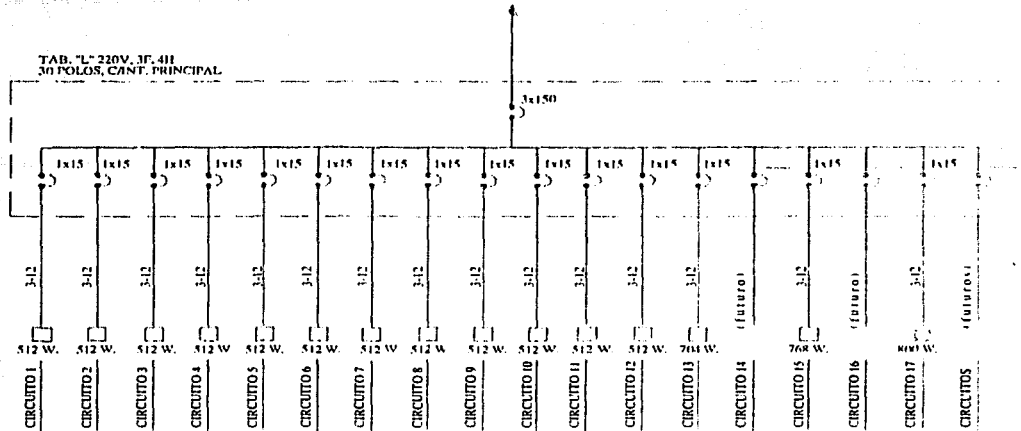 TAB. "L" 220V, 3F, 4H
30 POLOS, C/INT. PRINCIPAL
3x150
1x15 1x15 1x15 1x15 1x15 1x15 1x15 1x15 1x15 1x15 1x15 1x15 1x15 1x15 1x15
3-12 3-12 3-12 3-12 3-12 3-12 3-12 3-12 3-12 3-12 3-12 3-12 3-12 (futuro) 3-12 (futuro) 3-12 (futuros)
512 W. 512 W. 512 W. 512 W 512 W. 512 W. 512 W 512 W 512 W. 512 W. 512 W. 512 W. 704 W. 768 W. 800 W.
CIRCUITO 1
CIRCUITO 2
CIRCUITO 3
CIRCUITO 4
CIRCUITO 5
CIRCUITO 6
CIRCUITO 7
CIRCUITO 8
CIRCUITO 9
CIRCUITO 10
CIRCUITO 11
CIRCUITO 12
CIRCUITO 13
CIRCUITO 14
CIRCUITO 15
CIRCUITO 16
CIRCUITO 17
CIRCUITOS